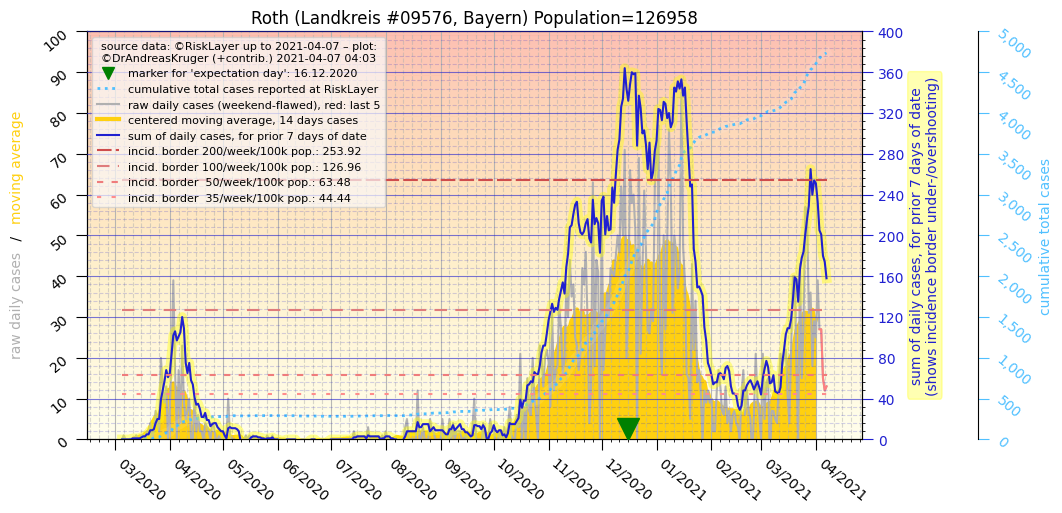 Roth (Landkreis #09576, Bayern) Population=126958
source data: ©RiskLayer up to 2021-04-07 – plot:
©DrAndreasKruger (+contrib.) 2021-04-07 04:03
marker for 'expectation day': 16.12.2020
cumulative total cases reported at RiskLayer
raw daily cases (weekend-flawed), red: last 5
centered moving average, 14 days cases
sum of daily cases, for prior 7 days of date
incid. border 200/week/100k pop.: 253.92
incid. border 100/week/100k pop.: 126.96
incid. border 50/week/100k pop.: 63.48
incid. border 35/week/100k pop.: 44.44
raw daily cases / moving average
100
90
80
70
60
50
40
30
20
10
0
03/2020
04/2020
05/2020
06/2020
07/2020
08/2020
09/2020
10/2020
11/2020
12/2020
01/2021
02/2021
03/2021
04/2021
400
360
320
280
240
200
160
120
80
40
0
sum of daily cases, for prior 7 days of date
(shows incidence border under-/overshooting)
5,000
4,500
4,000
3,500
3,000
2,500
2,000
1,500
1,000
500
0
cumulative total cases